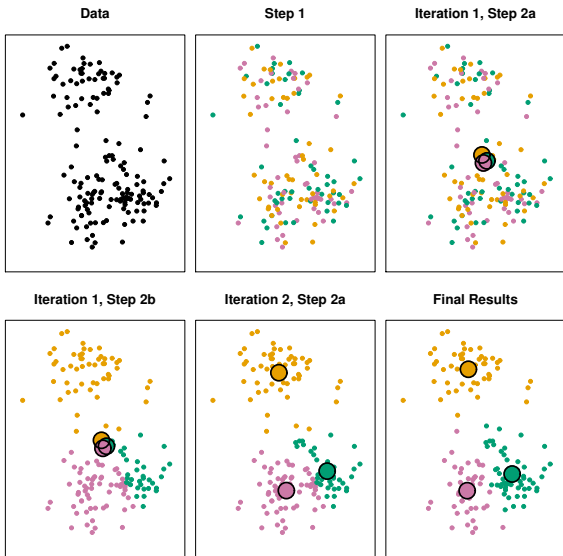 Data
Step 1
Iteration 1, Step 2a
Iteration 1, Step 2b
Iteration 2, Step 2a
Final Results